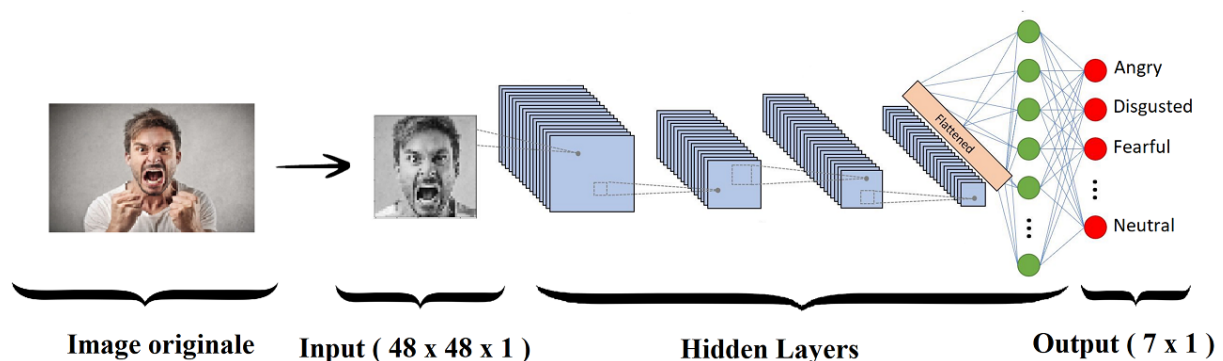 Flattened
Angry
Disgusted
Fearful
Neutral
Image originale
Input ( 48 x 48 x 1 )
Hidden Layers
Output ( 7 x 1 )